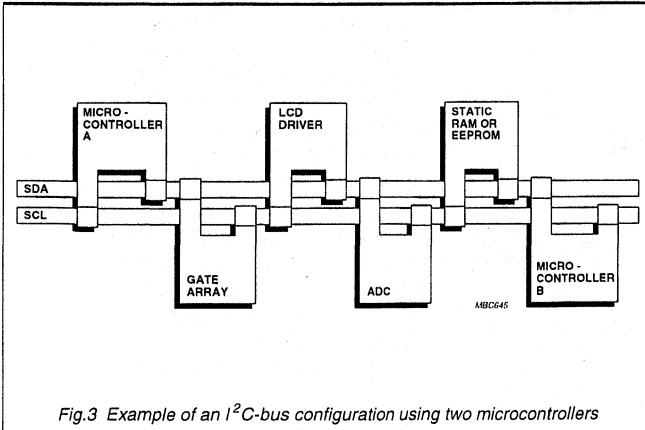 MICRO -
CONTROLLER
A
LCD
DRIVER
STATIC
RAM OR
EEPROM
SDA
SCL
GATE
ARRAY
ADC
MICRO -
CONTROLLER
B
MBC645
Fig.3 Example of an I²C-bus configuration using two microcontrollers